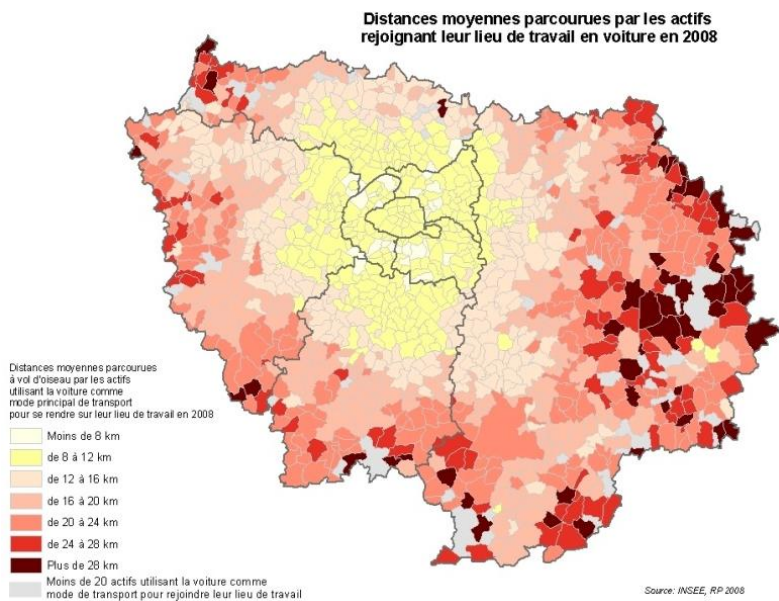 Distances moyennes parcourues par les actifs
rejoignant leur lieu de travail en voiture en 2008
Distances moyennes parcourues
à vol d'oiseau par les actifs
utilisant la voiture comme
mode principal de transport
pour se rendre sur leur lieu de travail en 2008
Moins de 8 km
de 8 à 12 km
de 12 à 16 km
de 16 à 20 km
de 20 à 24 km
de 24 à 28 km
Plus de 28 km
Moins de 20 actifs utilisant la voiture comme
mode de transport pour rejoindre leur lieu de travail
Source: INSEE, RP 2008